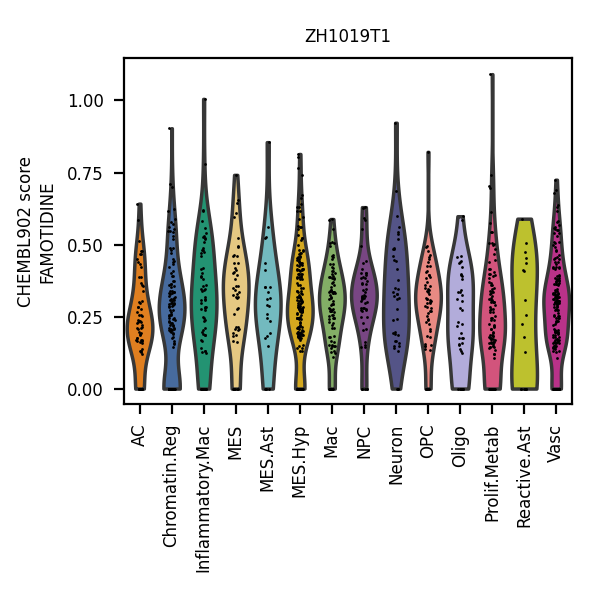 ZH1019T1
CHEMBL902 score
FAMOTIDINE
1.00
0.75
0.50
0.25
0.00
AC
Chromatin.Reg
Inflammatory.Mac
MES
MES.Ast
MES.Hyp
Mac
NPC
Neuron
OPC
Oligo
Prolif.Metab
Reactive.Ast
Vasc